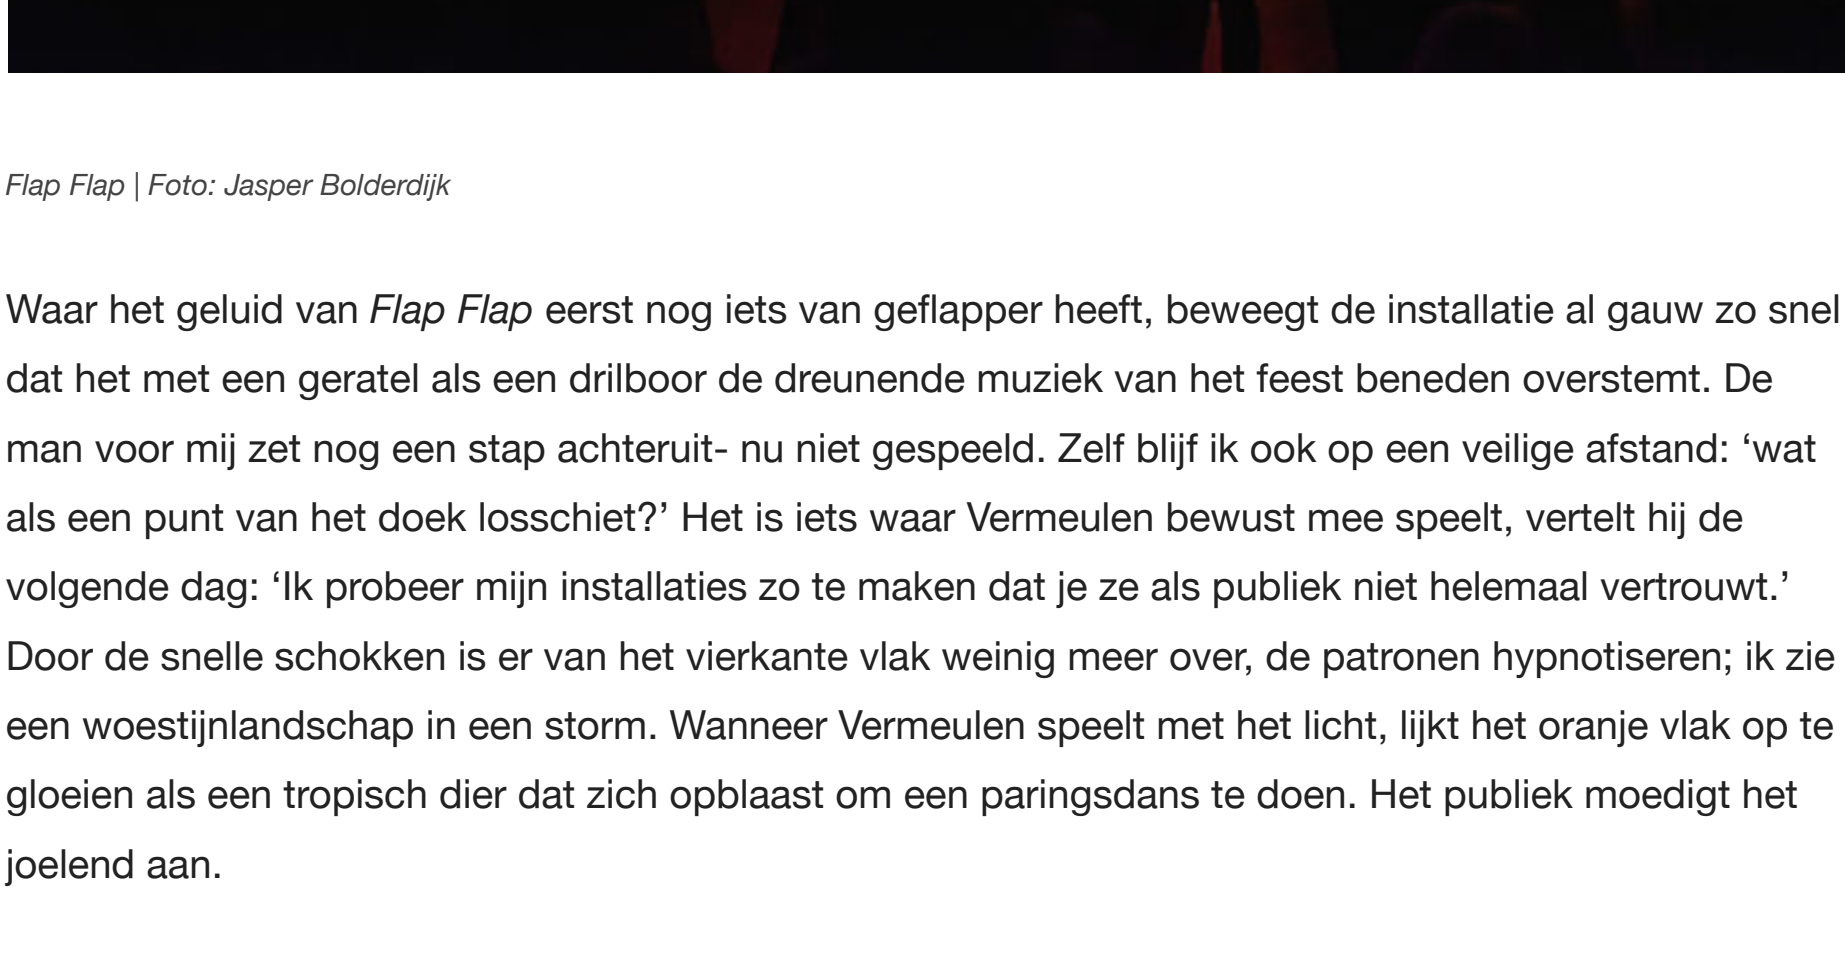 Flap Flap | Foto: Jasper Bolderdijk
Waar het geluid van Flap Flap eerst nog iets van geflapper heeft, beweegt de installatie al gauw zo snel
dat het met een geratel als een drilboor de dreunende muziek van het feest beneden overstemt. De
man voor mij zet nog een stap achteruit- nu niet gespeeld. Zelf blijf ik ook op een veilige afstand: ‘wat
als een punt van het doek losschiet?’ Het is iets waar Vermeulen bewust mee speelt, vertelt hij de
volgende dag: ‘Ik probeer mijn installaties zo te maken dat je ze als publiek niet helemaal vertrouwt.’
Door de snelle schokken is er van het vierkante vlak weinig meer over, de patronen hypnotiseren; ik zie
een woestijnlandschap in een storm. Wanneer Vermeulen speelt met het licht, lijkt het oranje vlak op te
gloeien als een tropisch dier dat zich opblaast om een paringsdans te doen. Het publiek moedigt het
joelend aan.